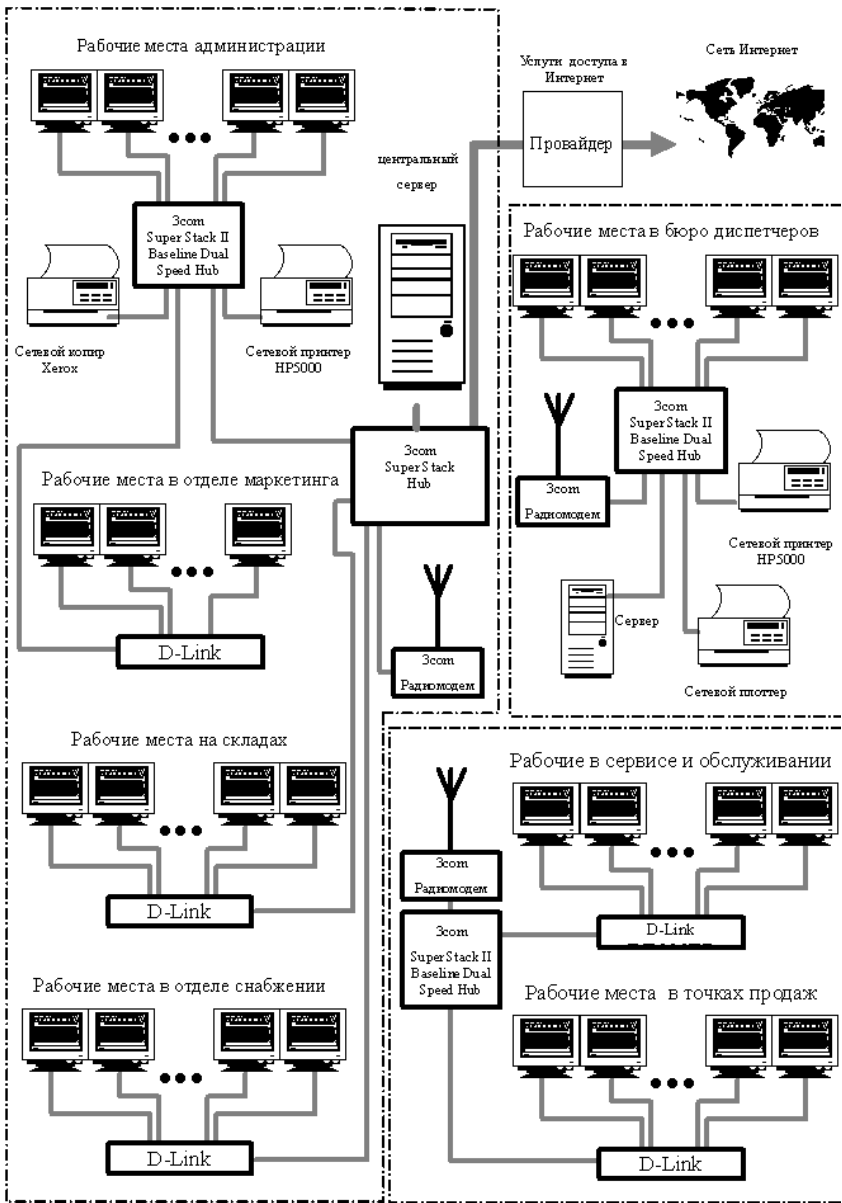 Рабочие места администрации
3com
Super Stack II
Baseline Dual
Speed Hub
Сетевой копир
Xerox
Сетевой принтер
HP5000
центральный
сервер
Услуги доступа в
Интернет
Провайдер
Сеть Интернет
3com
SuperStack
Hub
Рабочие места в отделе маркетинга
D-Link
3com
Радиомодем
Рабочие места на складах
D-Link
Рабочие места в отделе снабжении
D-Link
Рабочие места в бюро диспетчеров
3com
SuperStack II
Baseline Dual
Speed Hub
3com
Радиомодем
Сетевой принтер
HP5000
Сервер
Сетевой плоттер
Рабочие в сервисе и обслуживании
3com
Радиомодем
3com
SuperStack II
Baseline Dual
Speed Hub
D-Link
Рабочие места в точках продаж
D-Link